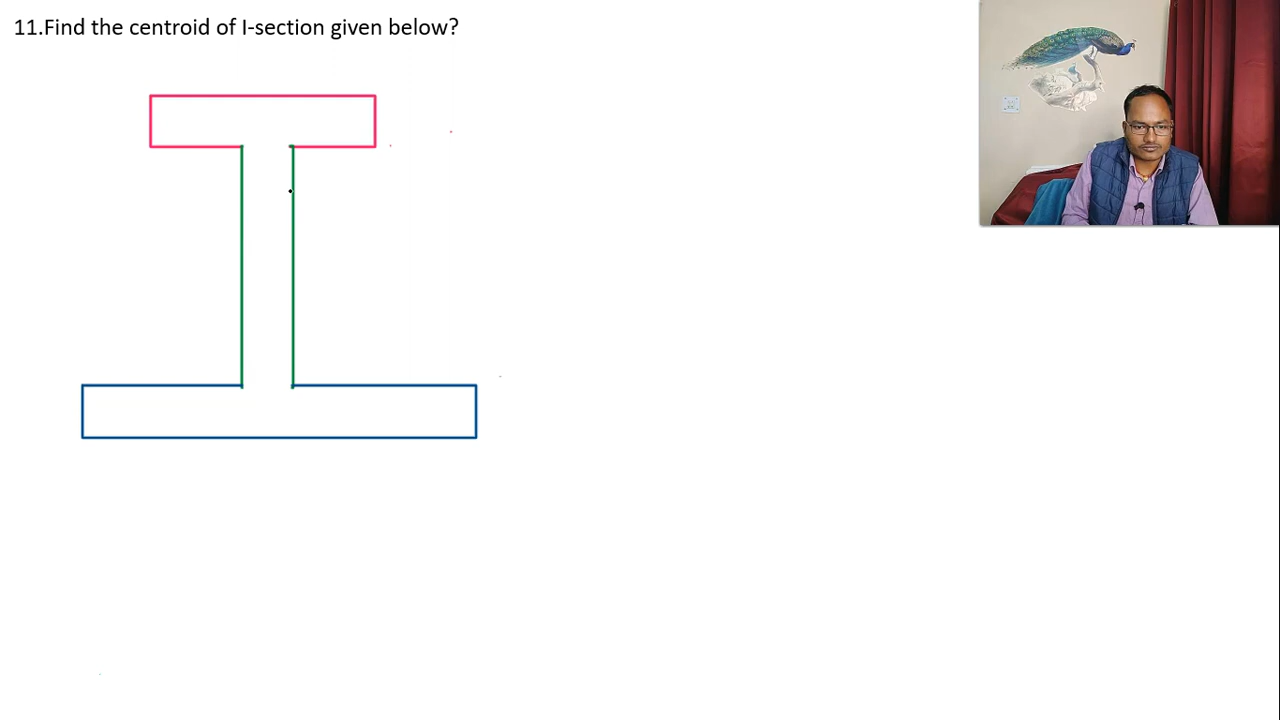 11.Find the centroid of I-section given below?